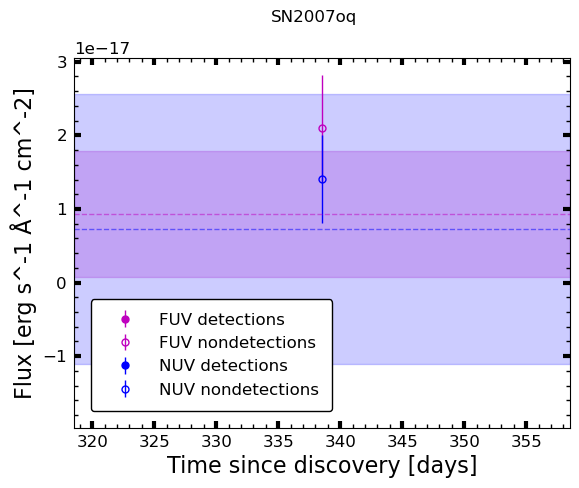 SN2007oq
1e−17
Flux [erg s^-1 Å^-1 cm^-2]
3
2
1
0
−1
FUV detections
FUV nondetections
NUV detections
NUV nondetections
320 325 330 335 340 345 350 355
Time since discovery [days]